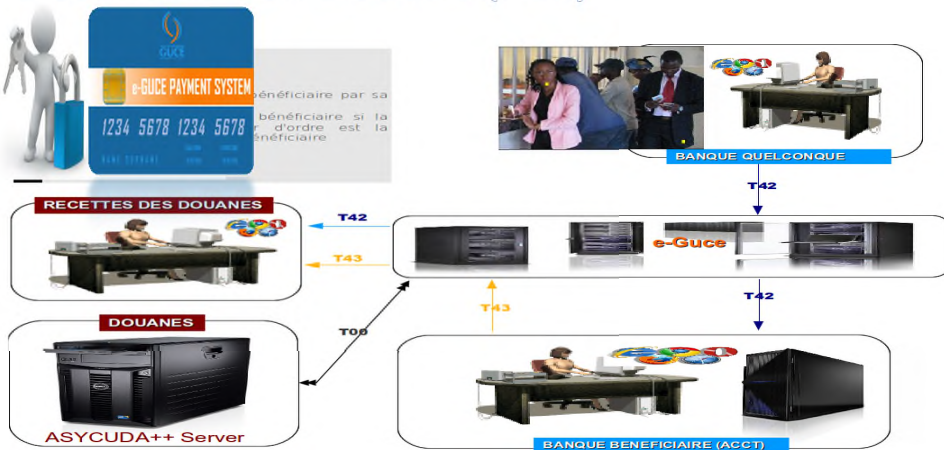 GUCE
e-GUCE PAYMENT SYSTEM
1234 5678 1234 5678
bénéficiaire par sa
bénéficiaire si la
r d'ordre est la
bénéficiaire
BANQUE QUELCONQUE
T42
RECETTES DES DOUANES
T42
T43
e-Guce
T42
T43
DOUANES
T00
ASYCUDA++ Server
BANQUE BENEFICIAIRE (ACCT)